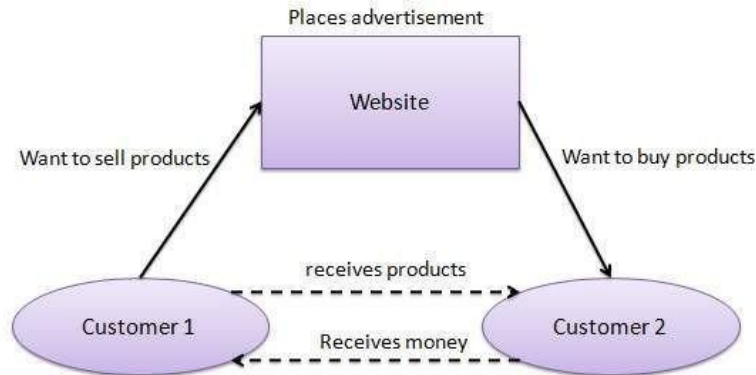 Places advertisement
Website
Want to sell products
Want to buy products
receives products
Customer 1
Customer 2
Receives money